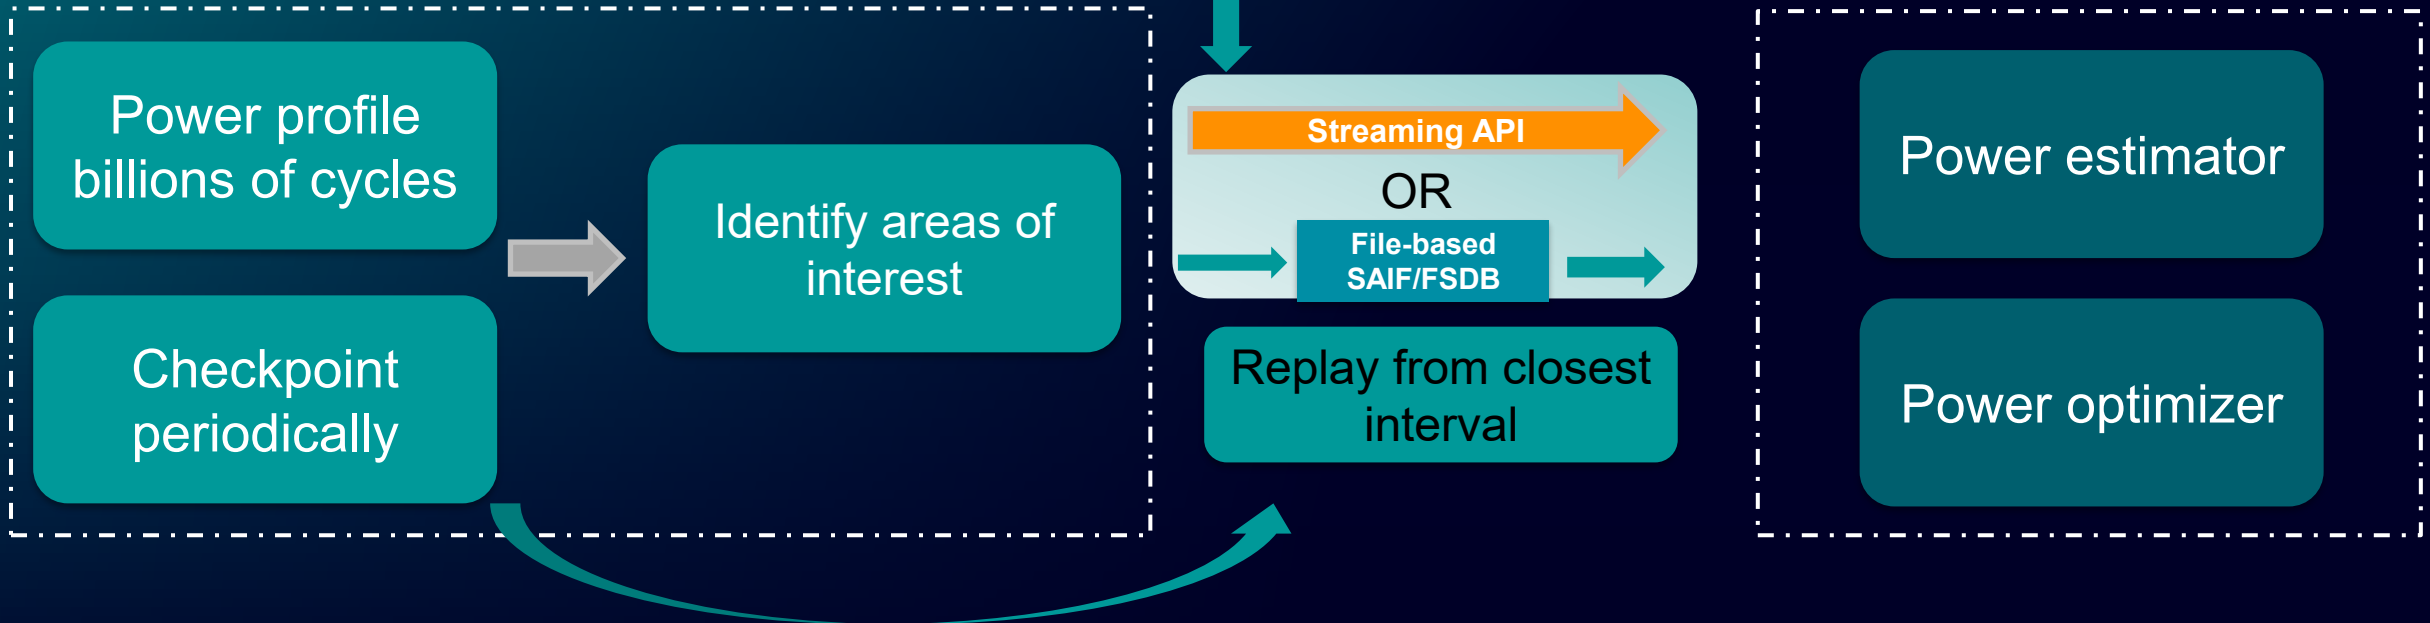 Power profile
billions of cycles
Checkpoint
periodically
Identify areas of
interest
Streaming API
OR
File-based
SAIF/FSDB
Replay from closest
interval
Power estimator
Power optimizer